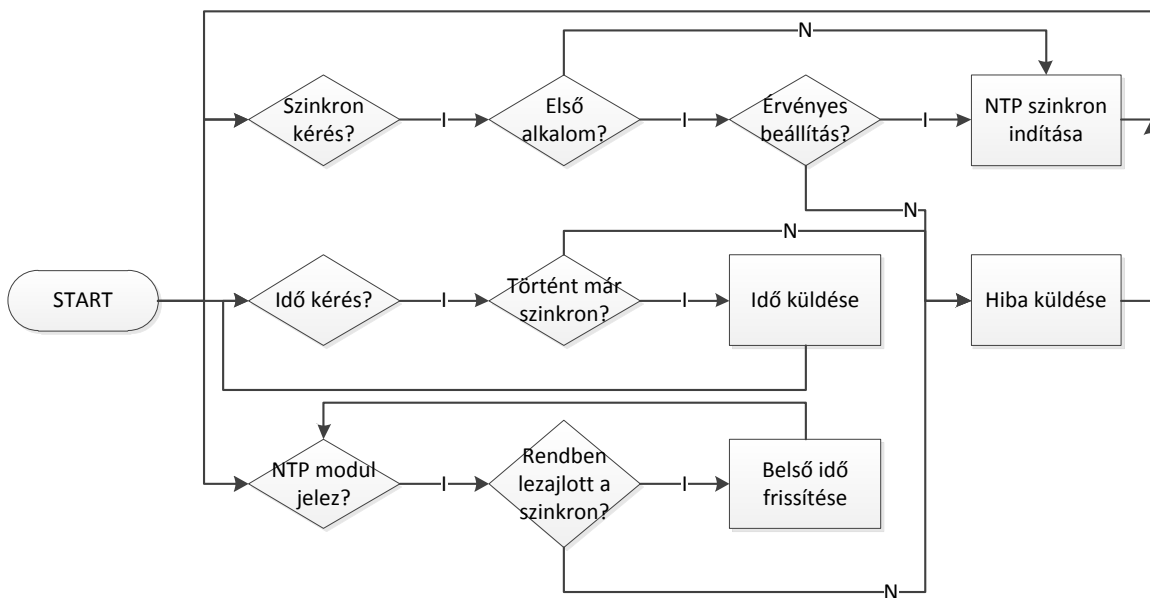 N
Szinkron
kérés?
I
Első
alkalom?
I
Érvényes
beállítás?
I
NTP szinkron
indítása
N
N
START
Idő kérés?
I
Történt már
szinkron?
I
Idő küldése
Hiba küldése
NTP modul
jelez?
I
Rendben
lezajlott a
szinkron?
I
Belső idő
frissítése
N